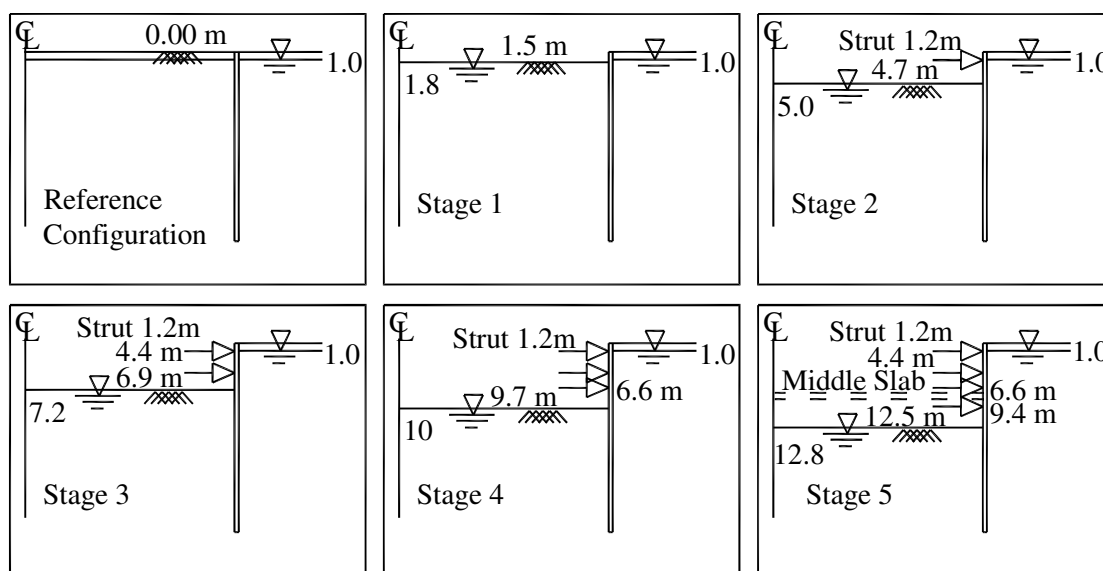 ℄
0.00 m
1.0
Reference
Configuration
℄
1.5 m
1.0
1.8
Stage 1
℄
Strut 1.2m
4.7 m
1.0
5.0
Stage 2
℄
Strut 1.2m
4.4 m
1.0
6.9 m
7.2
Stage 3
℄
Strut 1.2m
1.0
9.7 m
6.6 m
10
Stage 4
℄
Strut 1.2m
4.4 m
1.0
Middle Slab
6.6 m
12.5 m
9.4 m
12.8
Stage 5